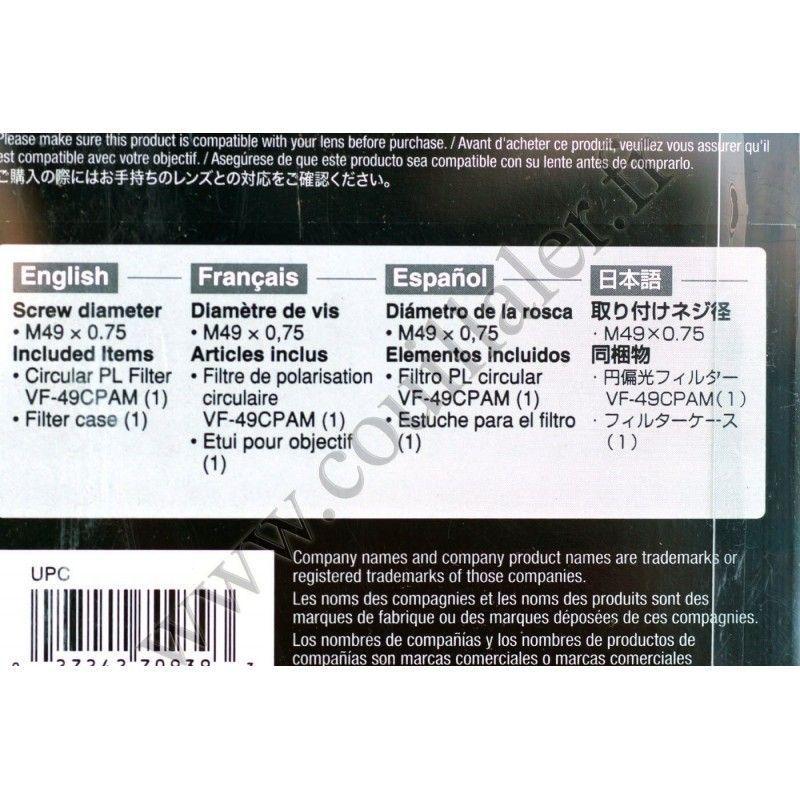 Please make sure this product is compatible with your lens before purchase. / Avant d'acheter ce produit, veuillez vous assurer qu'il
est compatible avec votre objectif. / Asegúrese de que este producto sea compatible con su lente antes de comprarlo.
ご購入の際にはお手持ちのレンズとの対応をご確認ください。
English
Screw diameter
• M49 × 0.75
Included Items
• Circular PL Filter
VF-49CPAM (1)
• Filter case (1)
Français
Diamètre de vis
• M49 × 0,75
Articles inclus
• Filtre de polarisation
circulaire
VF-49CPAM (1)
• Etui pour objectif
(1)
Español
Diámetro de la rosca
• M49 × 0,75
Elementos incluidos
• Filtro PL circular
VF-49CPAM (1)
• Estuche para el filtro
(1)
日本語
取り付けネジ径
・M49×0.75
同梱物
・円偏光フィルター
VF-49CPAM(1)
・フィルターケース
(1)
UPC
Company names and company product names are trademarks or
registered trademarks of those companies.
Les noms des compagnies et les noms des produits sont des
marques de fabrique ou des marques déposées de ces compagnies.
Los nombres de compañías y los nombres de productos de
compañías son marcas comerciales o marcas comerciales
www.couillaler.fr